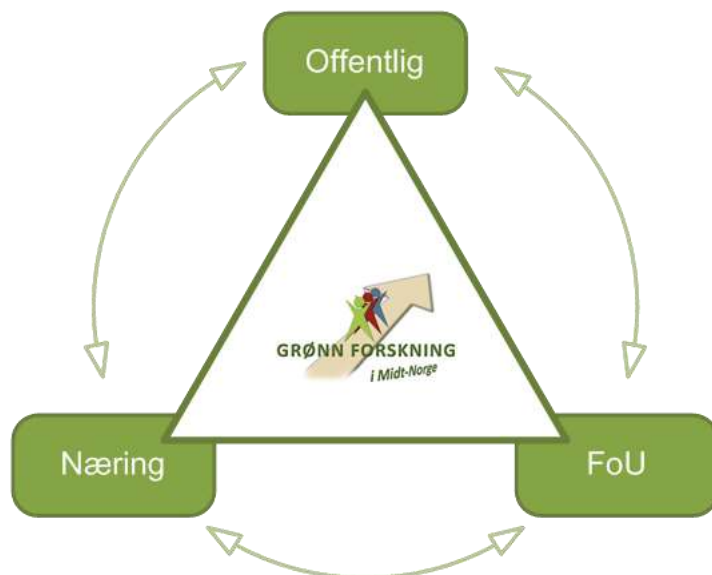 Offentlig
GRØNN FORSKNING
i Midt-Norge
Næring
FoU